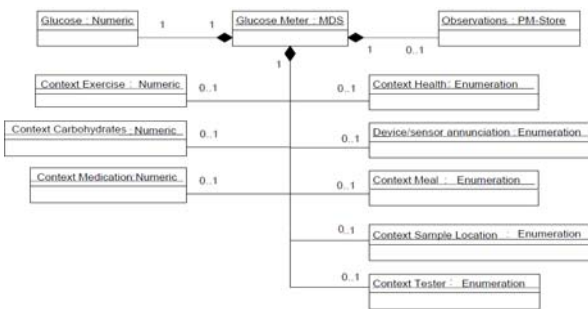 Glucose : Numeric
1
1
Glucose Meter : MDS
1
0..1
Observations : PM-Store
1
Context Exercise : Numeric
0..1
0..1
Context Health: Enumeration
Context Carbohydrates : Numeric
0..1
0..1
Device/sensor annunciation : Enumeration
Context Medication:Numeric
0..1
0..1
Context Meal : Enumeration
0..1
Context Sample Location : Enumeration
0..1
Context Tester : Enumeration